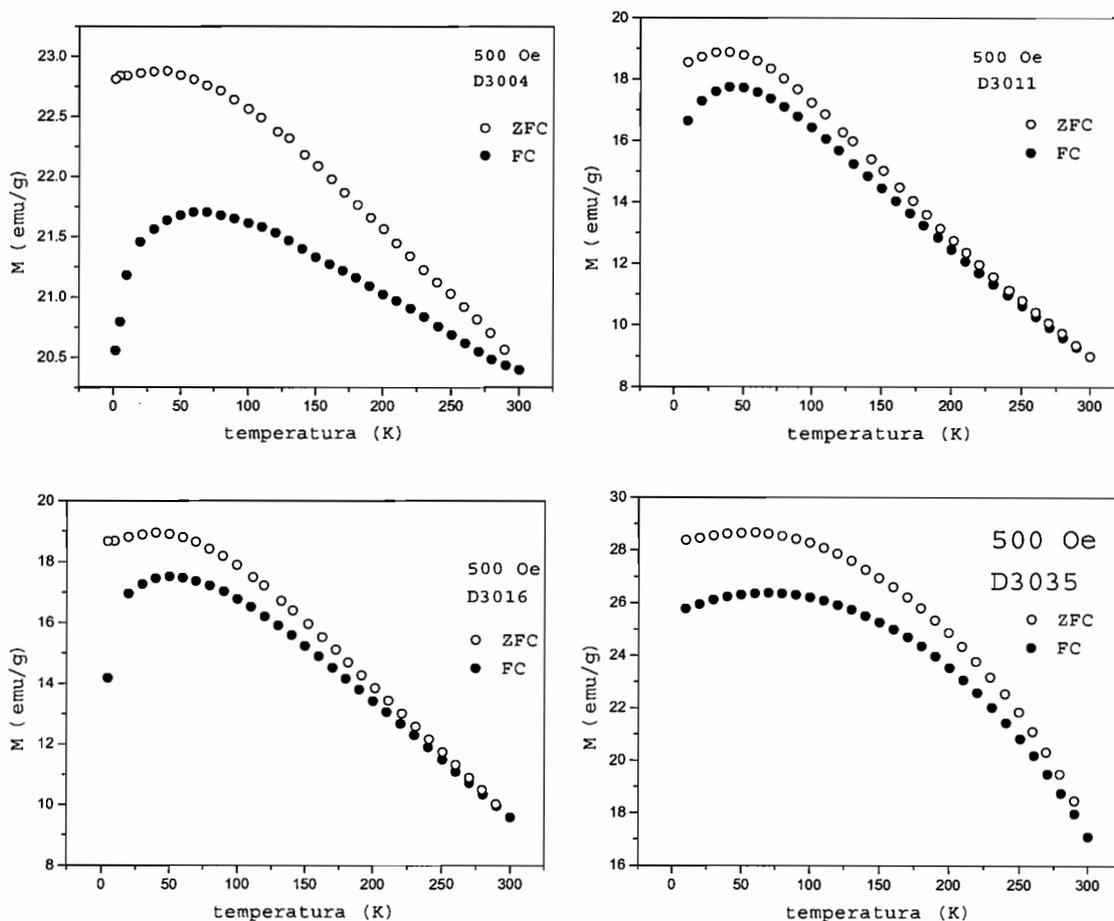 500 Oe
D3004
ZFC
FC
M (emu/g)
23.0
22.5
22.0
21.5
21.0
20.5
0 50 100 150 200 250 300
temperatura (K)
500 Oe
D3011
ZFC
FC
M (emu/g)
20
18
16
14
12
10
8
0 50 100 150 200 250 300
temperatura (K)
500 Oe
D3016
ZFC
FC
M (emu/g)
20
18
16
14
12
10
8
0 50 100 150 200 250 300
temperatura (K)
500 Oe
D3035
ZFC
FC
M (emu/g)
30
28
26
24
22
20
18
16
0 50 100 150 200 250 300
temperatura (K)